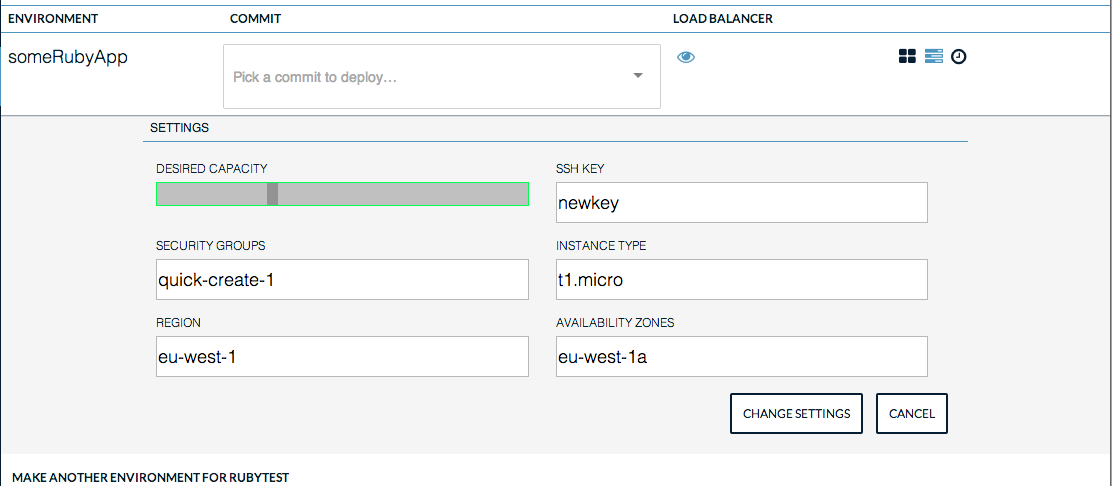 ENVIRONMENT COMMIT LOAD BALANCER
someRubyApp Pick a commit to deploy...
SETTINGS
DESIRED CAPACITY SSH KEY
newkey
SECURITY GROUPS INSTANCE TYPE
quick-create-1 t1.micro
REGION AVAILABILITY ZONES
eu-west-1 eu-west-1a
CHANGE SETTINGS CANCEL
MAKE ANOTHER ENVIRONMENT FOR RUBYTEST